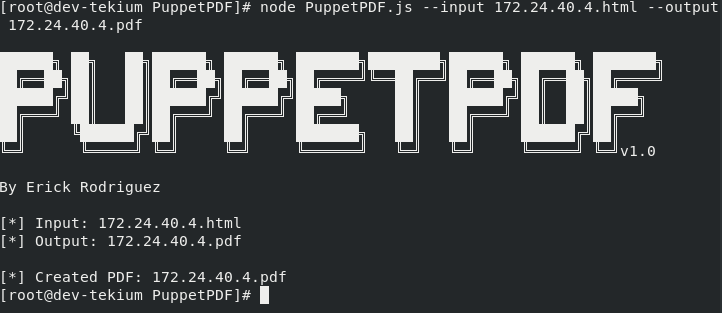 [root@dev-tekium PuppetPDF]# node PuppetPDF.js --input 172.24.40.4.html --output
 172.24.40.4.pdf
PUPPETPDF
v1.0
By Erick Rodriguez
[*] Input: 172.24.40.4.html
[*] Output: 172.24.40.4.pdf
[*] Created PDF: 172.24.40.4.pdf
[root@dev-tekium PuppetPDF]#